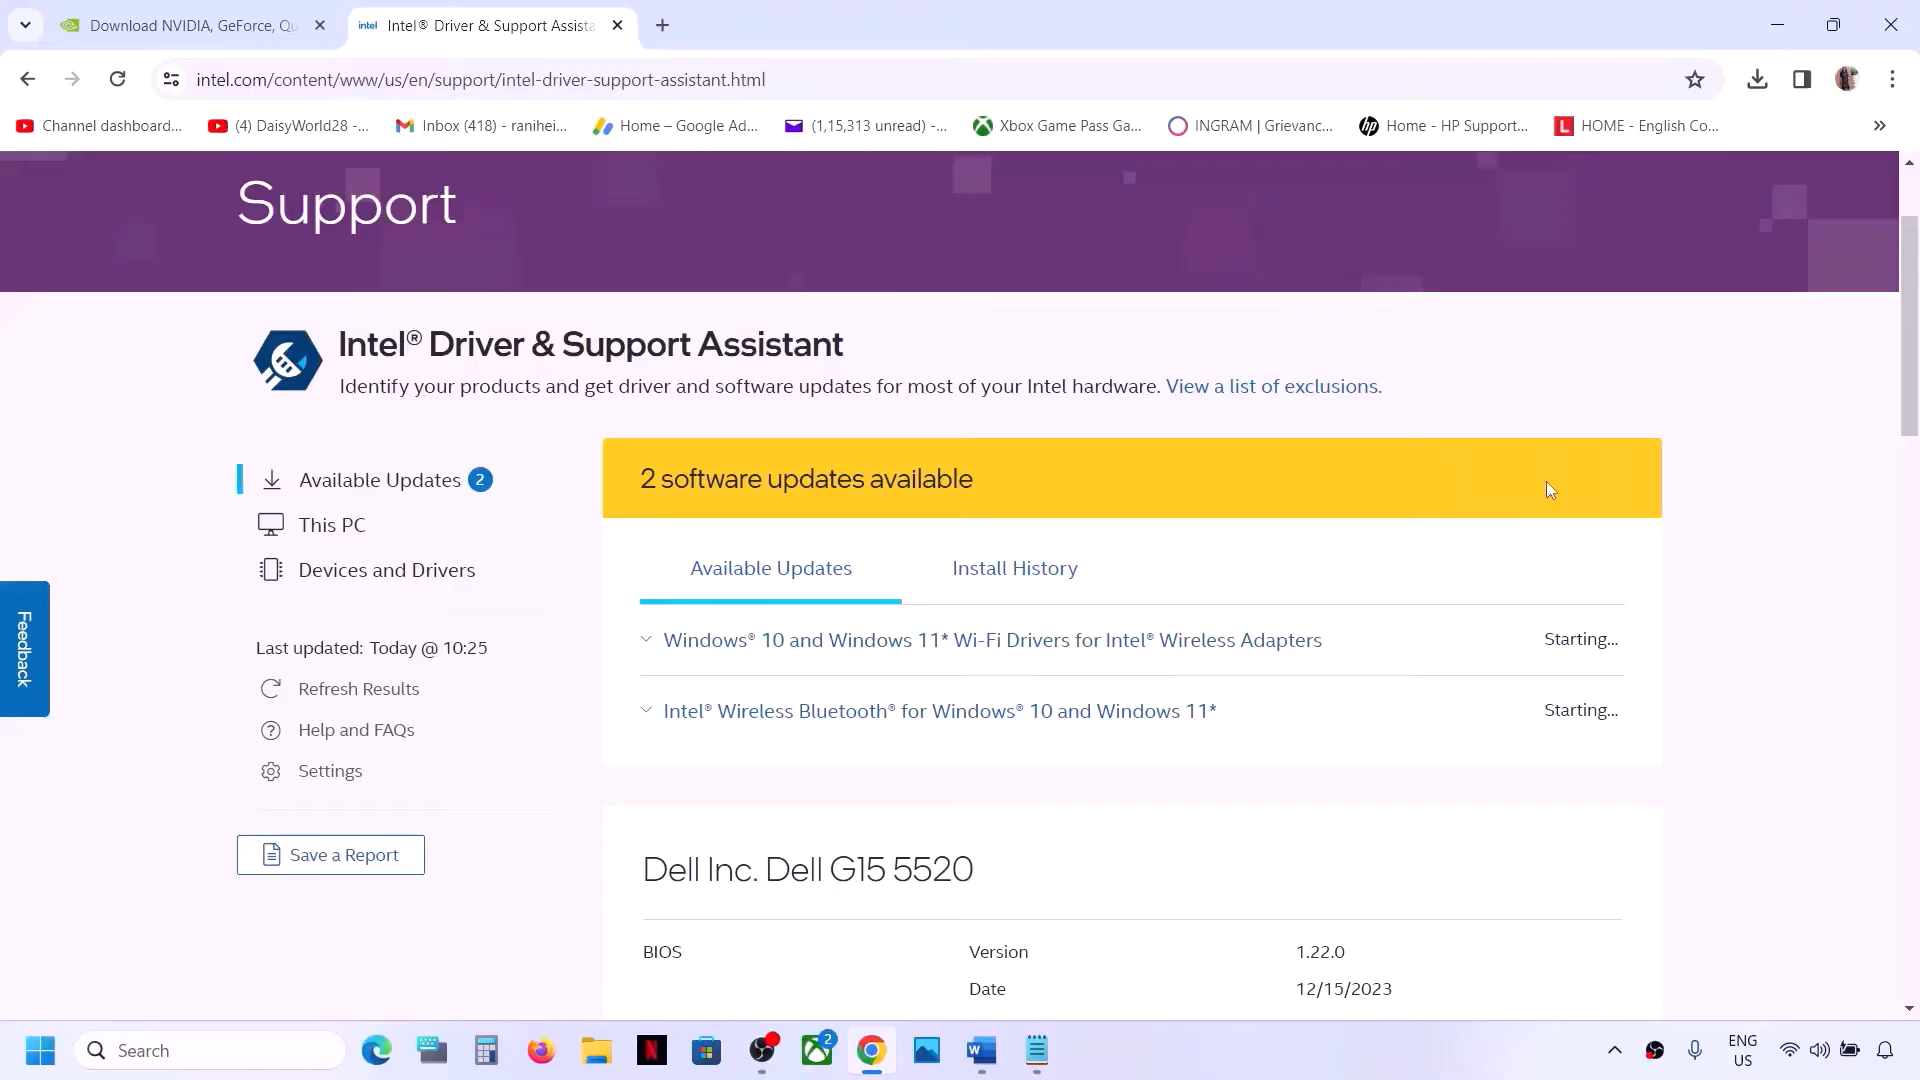 Download NVIDIA, GeForce, Qu
intel Intel® Driver & Support Assista
intel.com/content/www/us/en/support/intel-driver-support-assistant.html
Channel dashboard... (4) DaisyWorld28 -... Inbox (418) - ranihei... Home – Google Ad... (1,15,313 unread) -... Xbox Game Pass Ga... INGRAM | Grievanc... hp Home - HP Support... L HOME - English Co... »
Support
Intel® Driver & Support Assistant
Identify your products and get driver and software updates for most of your Intel hardware. View a list of exclusions.
Available Updates 2
This PC
Devices and Drivers
Last updated: Today @ 10:25
Refresh Results
Help and FAQs
Settings
Save a Report
Feedback
2 software updates available
Available Updates Install History
Windows® 10 and Windows 11* Wi-Fi Drivers for Intel® Wireless Adapters Starting...
Intel® Wireless Bluetooth® for Windows® 10 and Windows 11* Starting...
Dell Inc. Dell G15 5520
BIOS Version 1.22.0
Date 12/15/2023
Search N 2 W ENG
US